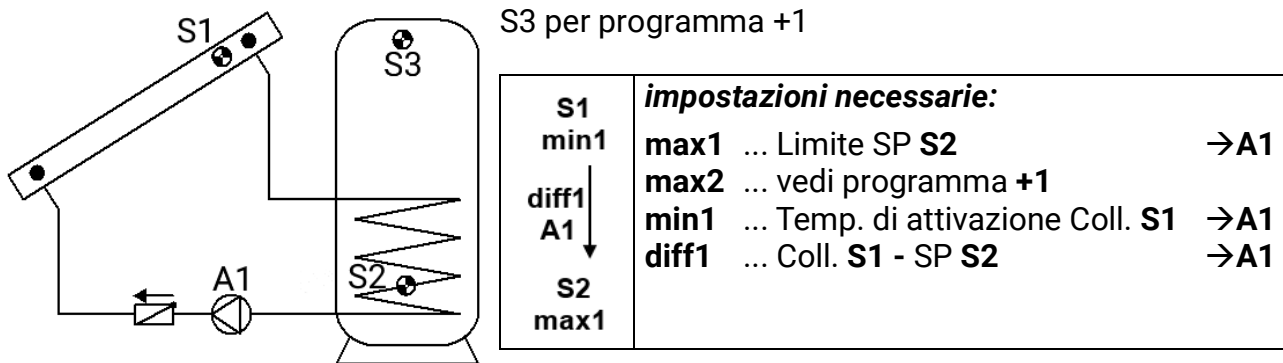 S3 per programma +1
S1
S3
S2
A1
S1
min1
diff1
A1
S2
max1
impostazioni necessarie:
max1 ... Limite SP S2 →A1
max2 ... vedi programma +1
min1 ... Temp. di attivazione Coll. S1 →A1
diff1 ... Coll. S1 - SP S2 →A1